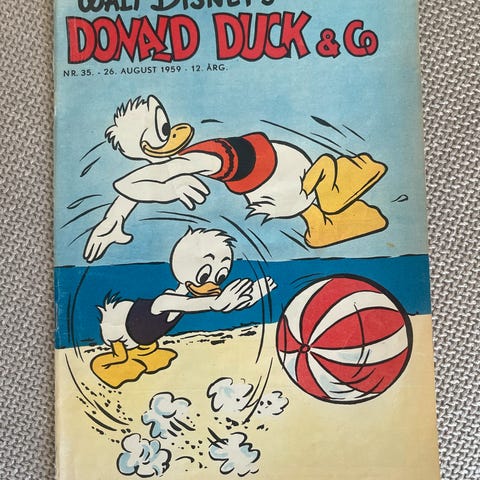 WALT DISNEY'S
DONALD DUCK & Co
NR. 35. - 26. AUGUST 1959 - 12. ÅRG.